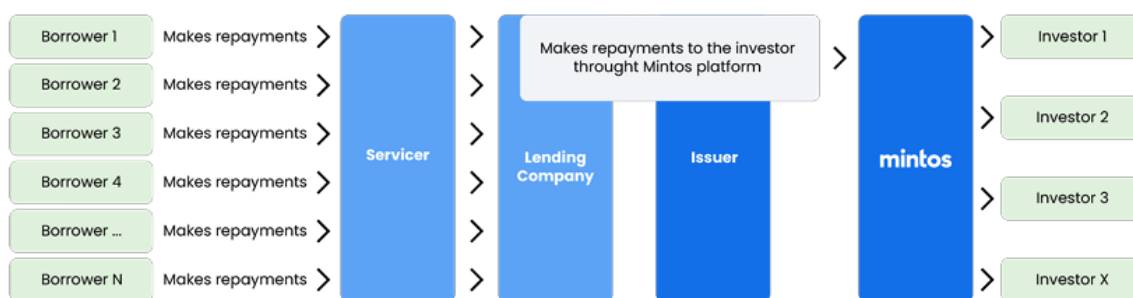 Borrower 1 Makes repayments
Borrower 2 Makes repayments
Borrower 3 Makes repayments
Borrower 4 Makes repayments
Borrower ... Makes repayments
Borrower N Makes repayments
Servicer
Lending
Company
Makes repayments to the investor
throught Mintos platform
Issuer
mintos
Investor 1
Investor 2
Investor 3
Investor X